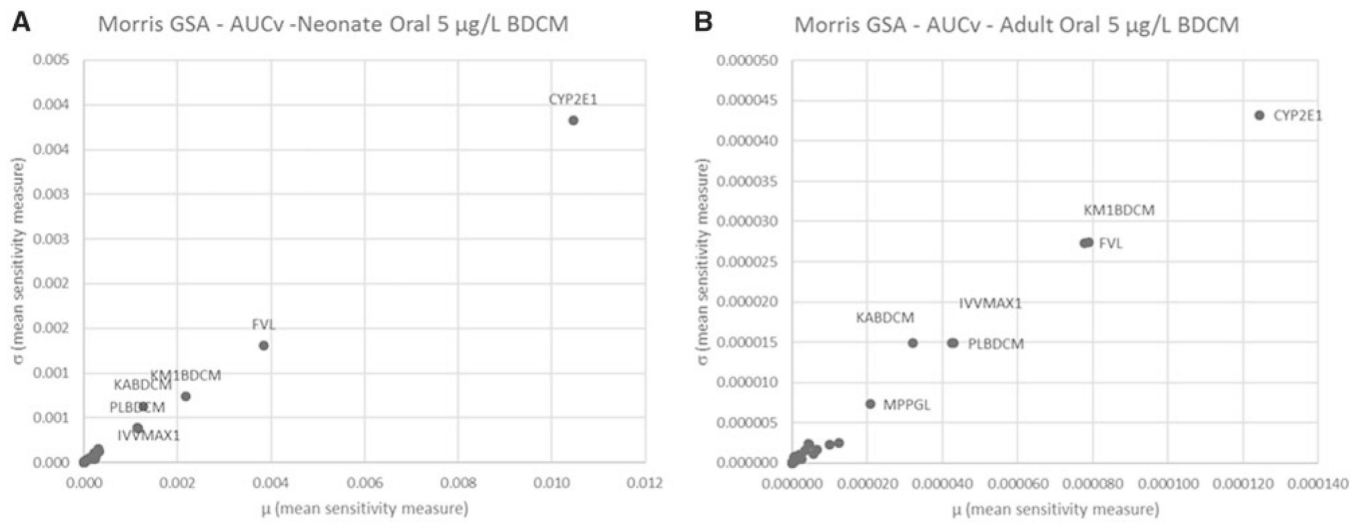 A
Morris GSA - AUCv -Neonate Oral 5 µg/L BDCM
0.005
0.004
0.004
0.003
0.003
0.002
0.002
0.001
0.001
0.000
σ (mean sensitivity measure)
CYP2E1
FVL
KM1BDCM
KABDCM
PLBDCM
IVVMAX1
0.000 0.002 0.004 0.006 0.008 0.010 0.012
µ (mean sensitivity measure)
B
Morris GSA - AUCv - Adult Oral 5 µg/L BDCM
0.000050
0.000045
0.000040
0.000035
0.000030
0.000025
0.000020
0.000015
0.000010
0.000005
0.000000
σ (mean sensitivity measure)
CYP2E1
KM1BDCM
FVL
IVVMAX1
KABDCM
PLBDCM
MPPGL
0.000000 0.000020 0.000040 0.000060 0.000080 0.000100 0.000120 0.000140
µ (mean sensitivity measure)